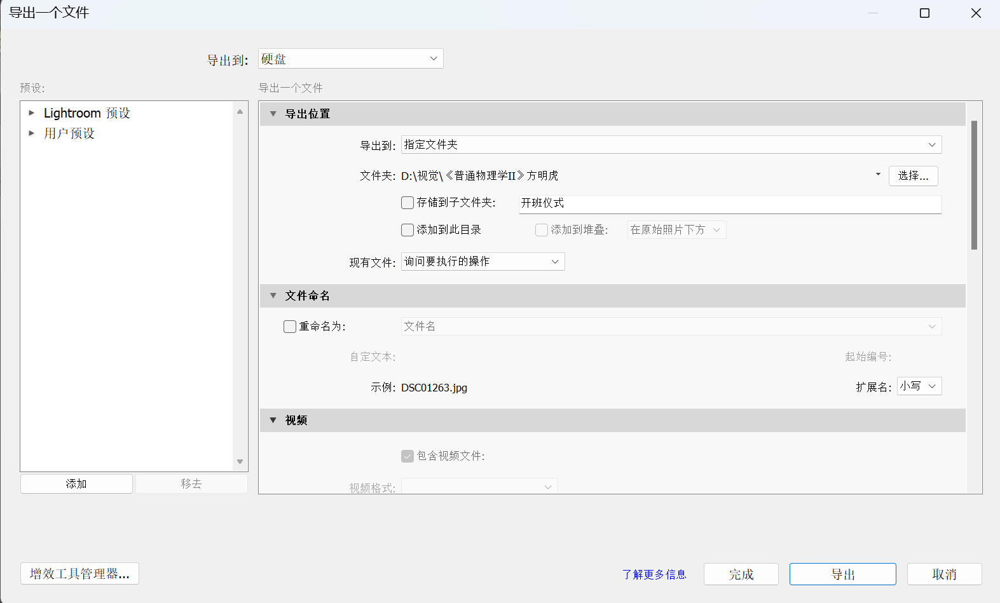 导出一个文件
导出到: 硬盘
预设:
导出一个文件
Lightroom 预设
用户预设
添加
移去
导出位置
导出到: 指定文件夹
文件夹: D:\视觉\《普通物理学II》方明虎
选择...
存储到子文件夹: 开班仪式
添加到此目录
添加到堆叠: 在原始照片下方
现有文件: 询问要执行的操作
文件命名
重命名为: 文件名
自定文本:
起始编号:
示例: DSC01263.jpg
扩展名: 小写
视频
包含视频文件:
视频格式:
增效工具管理器...
了解更多信息
完成
导出
取消